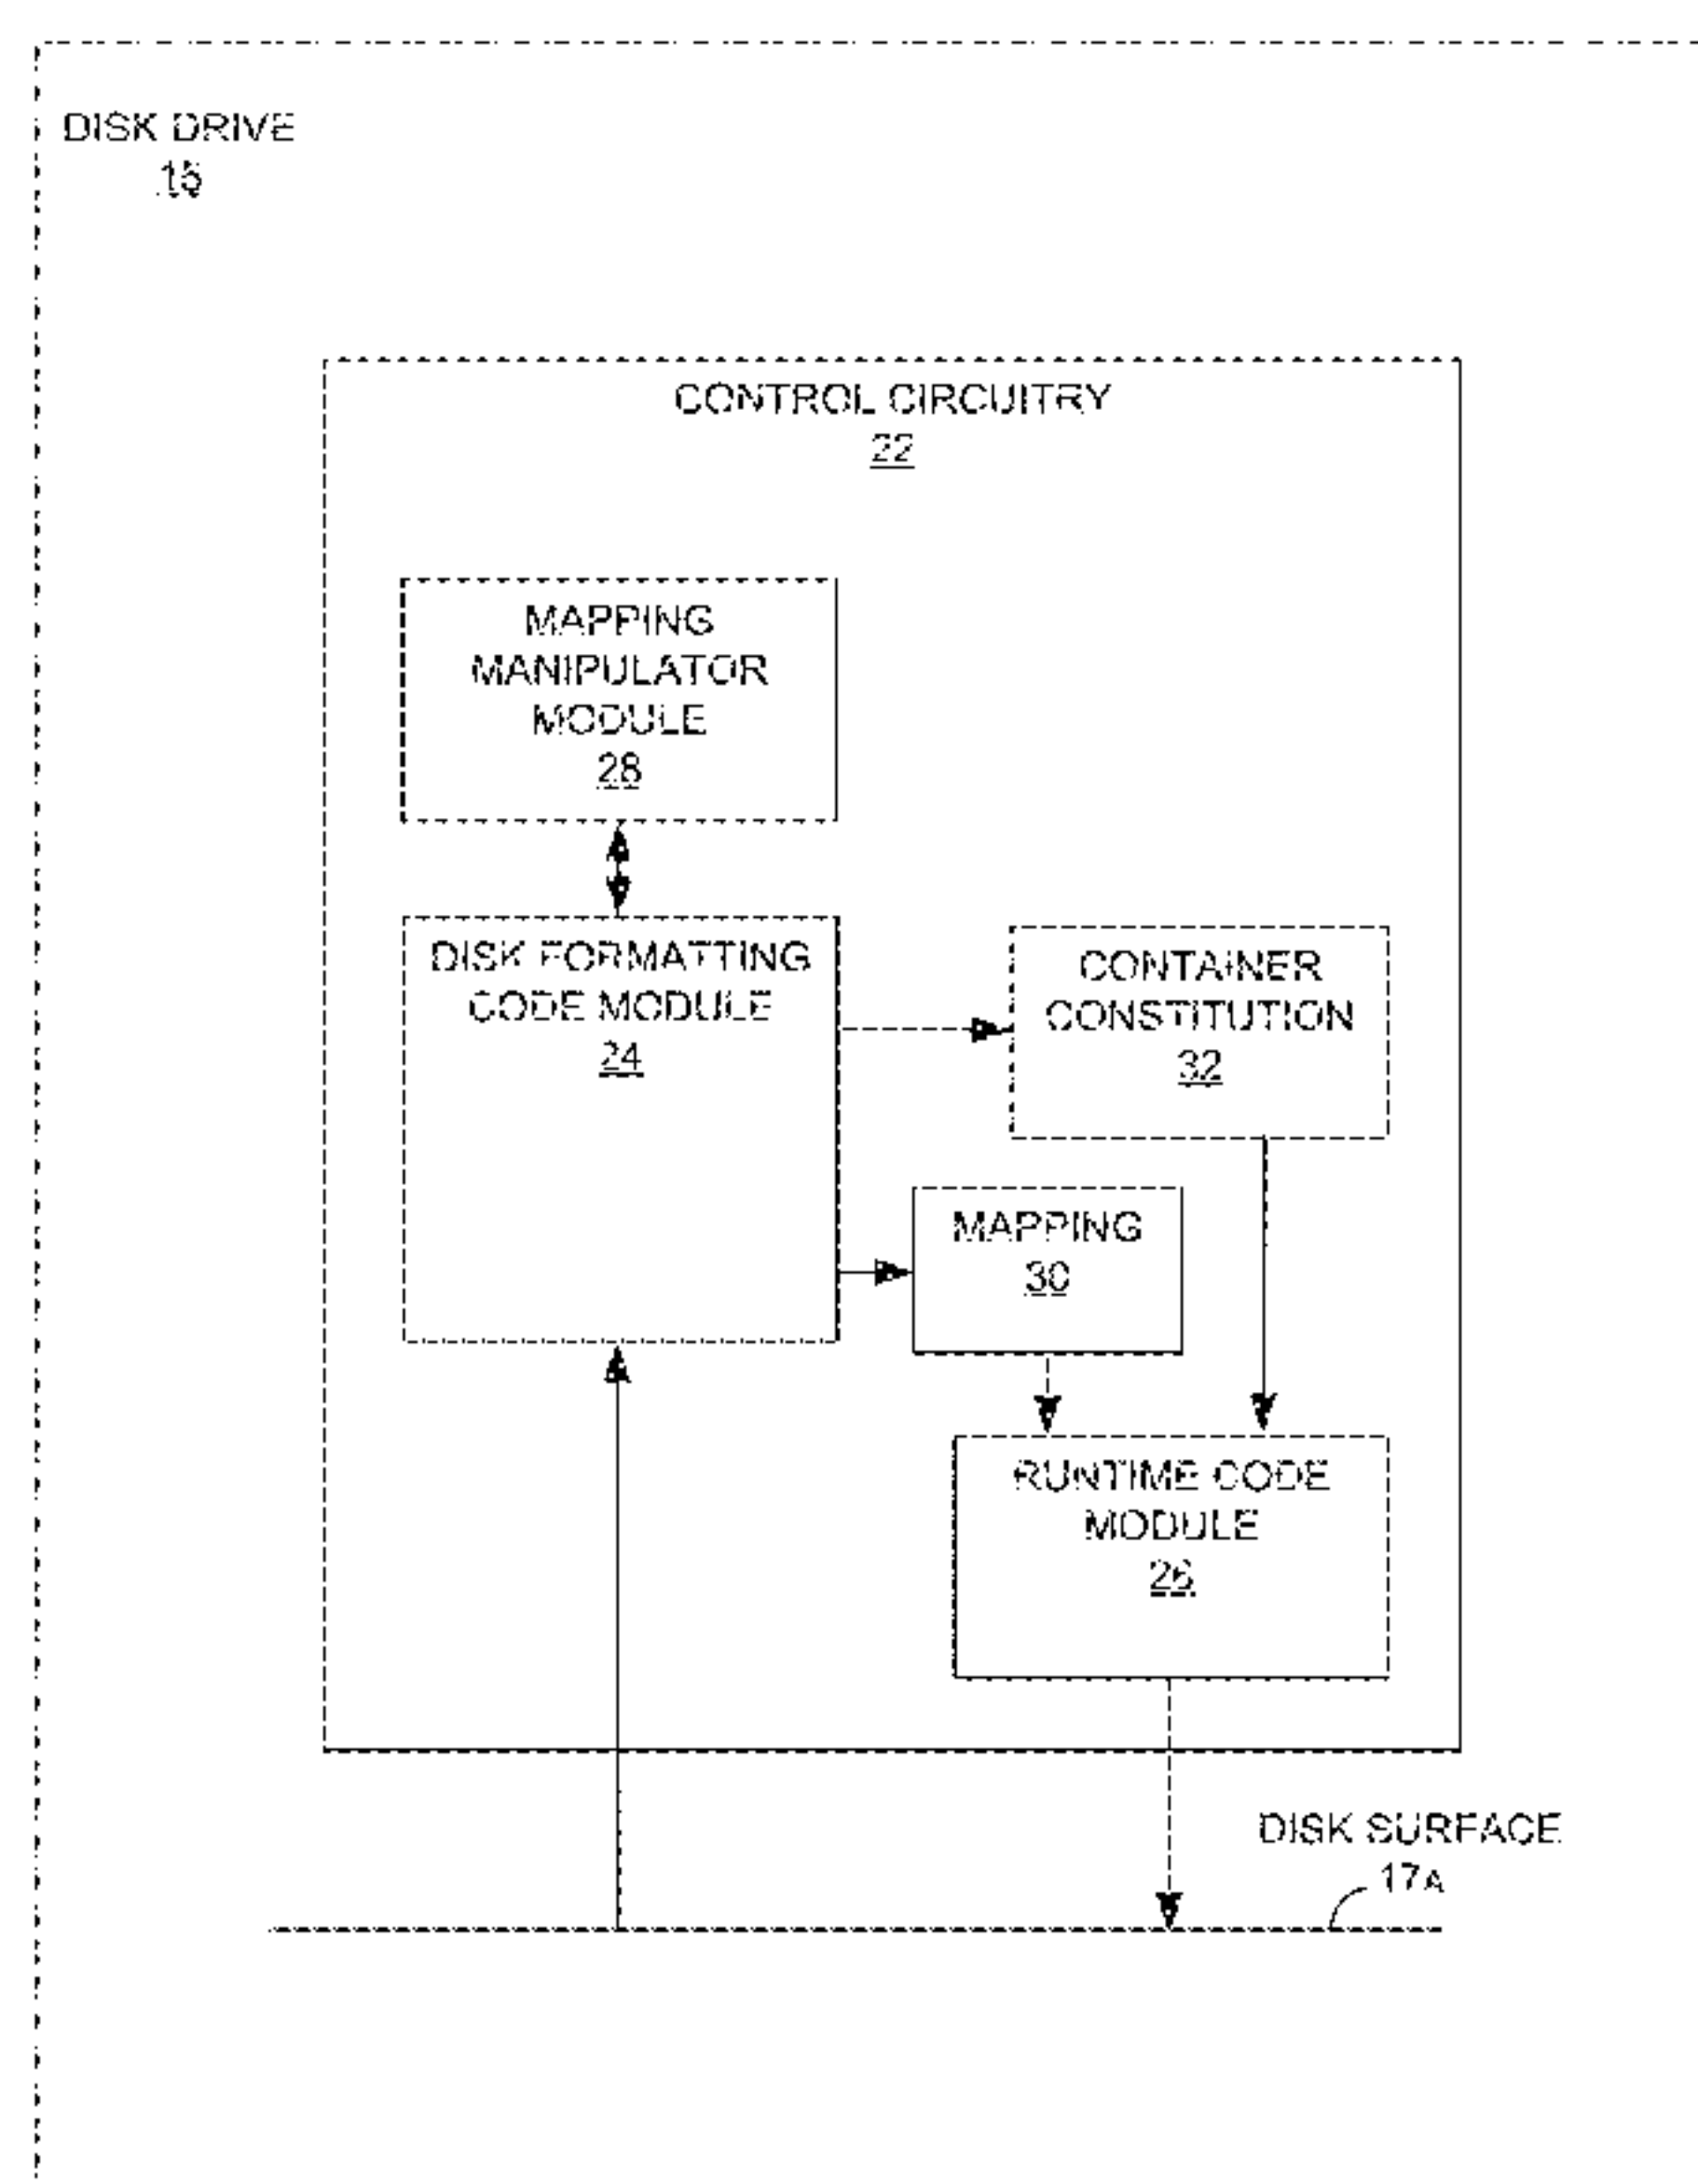 DISK DRIVE
15
CONTROL CIRCUITRY
22
MAPPING
MANIPULATOR
MODULE
28
DISK FORMATTING
CODE MODULE
24
CONTAINER
CONSTITUTION
32
MAPPING
30
RUNTIME CODE
MODULE
26
DISK SURFACE
17A